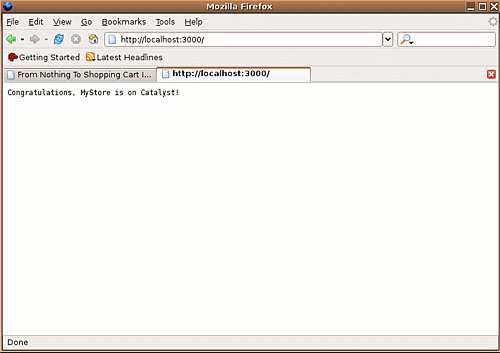 Mozilla Firefox
File Edit View Go Bookmarks Tools Help
http://localhost:3000/
Getting Started Latest Headlines
From Nothing To Shopping Cart I... http://localhost:3000/
Congratulations, MyStore is on Catalyst!
Done